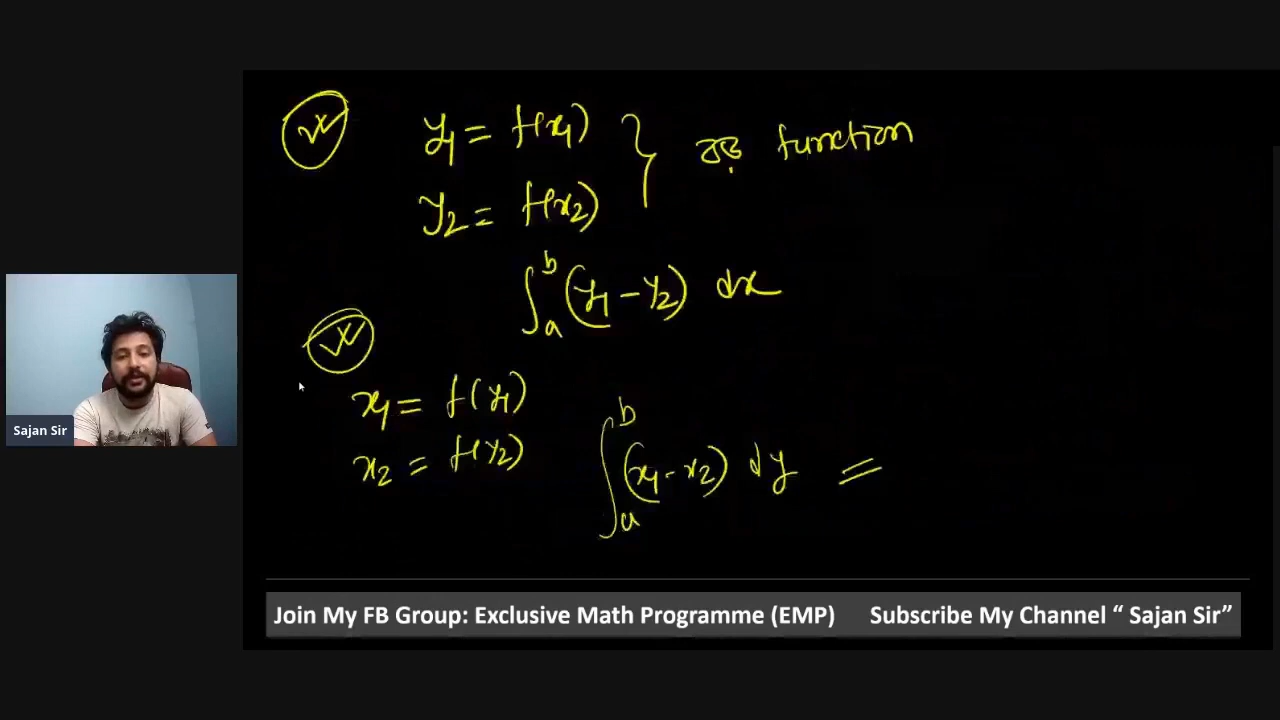 y₁ = f(x₁)
y₂ = f(x₂)
} বড় function
∫ₐᵇ (y₁ - y₂) dx
x₁ = f(y₁)
x₂ = f(y₂)
∫ₐᵇ (x₁ - x₂) dy =
Sajan Sir
Join My FB Group: Exclusive Math Programme (EMP) Subscribe My Channel “ Sajan Sir”